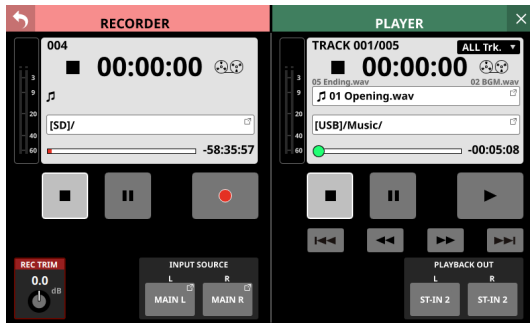 RECORDER
004
00:00:00
3
9
20
40
60
[SD]/
-58:35:57
REC TRIM
0.0
dB
INPUT SOURCE
L R
MAIN L MAIN R
PLAYER
TRACK 001/005 ALL Trk.
00:00:00
05 Ending.wav 02 BGM.wav
01 Opening.wav
3
9
20
40
60
[USB]/Music/
-00:05:08
PLAYBACK OUT
L R
ST-IN 2 ST-IN 2